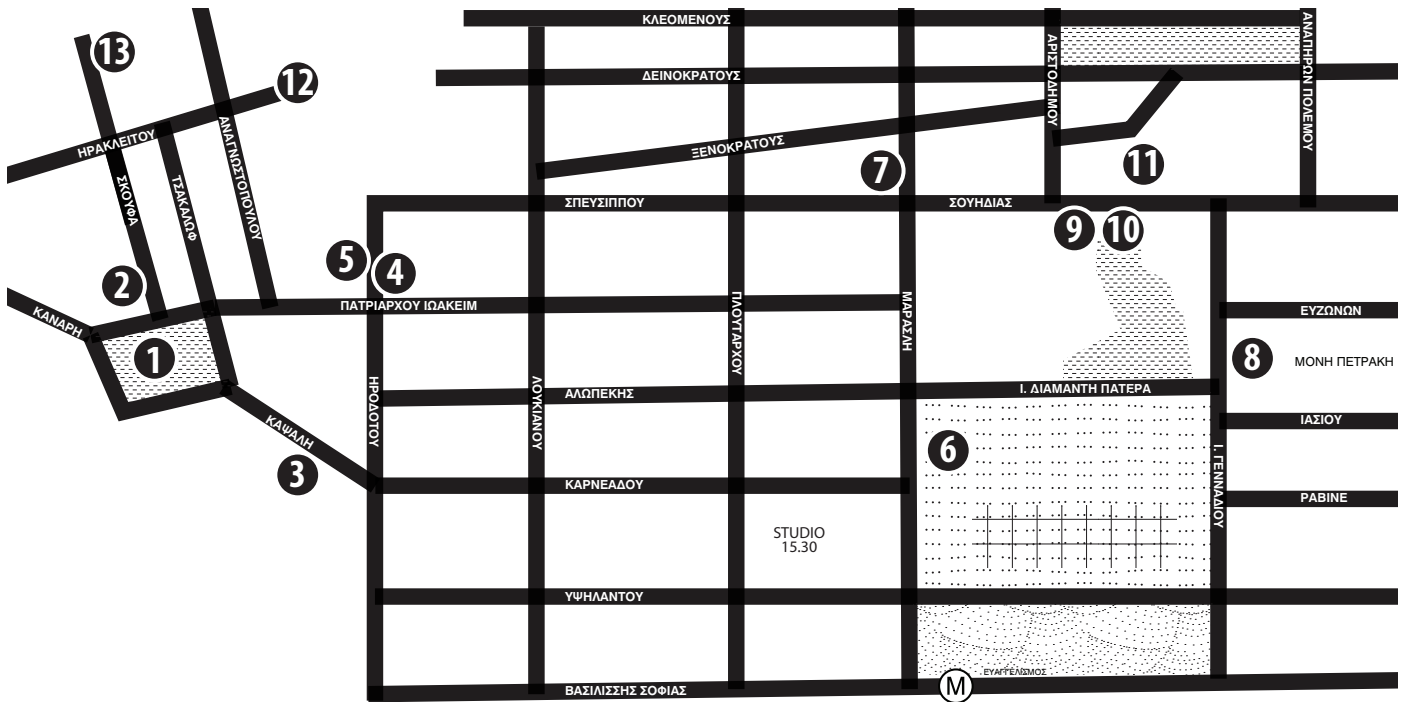 ΚΛΕΟΜΕΝΟΥΣ
ΑΝΑΠΗΡΩΝ ΠΟΛΕΜΟΥ
13
ΑΡΙΣΤΟΔΗΜΟΥ
ΔΕΙΝΟΚΡΑΤΟΥΣ
12
ΗΡΑΚΛΕΙΤΟΥ
ΑΝΑΓΝΩΣΤΟΠΟΥΛΟΥ
ΞΕΝΟΚΡΑΤΟΥΣ
11
7
ΣΚΟΥΦΑ
ΤΣΑΚΑΛΩΦ
ΣΠΕΥΣΙΠΠΟΥ
ΣΟΥΗΔΙΑΣ
9
10
5
4
2
ΠΑΤΡΙΑΡΧΟΥ ΙΩΑΚΕΙΜ
ΠΛΟΥΤΑΡΧΟΥ
ΜΑΡΑΣΛΗ
ΕΥΖΩΝΩΝ
ΚΑΝΑΡΗ
1
8
ΜΟΝΗ ΠΕΤΡΑΚΗ
ΗΡΟΔΟΤΟΥ
ΛΟΥΚΙΑΝΟΥ
ΑΛΩΠΕΚΗΣ
Ι. ΔΙΑΜΑΝΤΗ ΠΑΤΕΡΑ
ΙΑΣΙΟΥ
ΚΑΨΑΛΗ
6
Ι. ΓΕΝΝΑΔΙΟΥ
3
ΚΑΡΝΕΑΔΟΥ
ΡΑΒΙΝΕ
STUDIO
15.30
ΥΨΗΛΑΝΤΟΥ
ΕΥΑΓΓΕΛΙΣΜΟΣ
M
ΒΑΣΙΛΙΣΣΗΣ ΣΟΦΙΑΣ